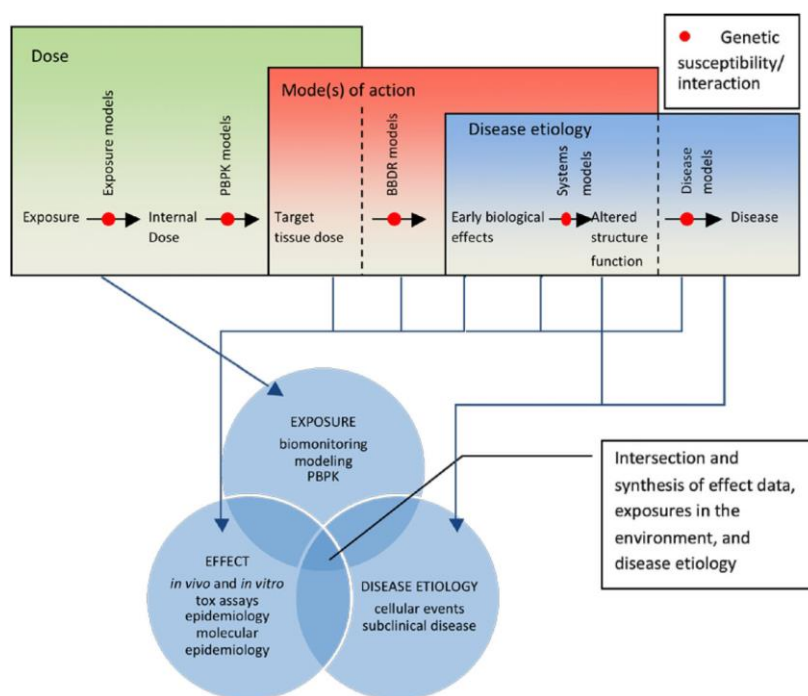 Dose
Genetic
susceptibility/
interaction
Mode(s) of action
Disease etiology
Exposure models
PBPK models
BBDR models
Systems
models
Disease
models
Exposure
Internal
Dose
Target
tissue dose
Early biological
effects
Altered
structure
function
Disease
EXPOSURE
biomonitoring
modeling
PBPK
Intersection and
synthesis of effect data,
exposures in the
environment, and
disease etiology
EFFECT
in vivo and in vitro
tox assays
epidemiology
molecular
epidemiology
DISEASE ETIOLOGY
cellular events
subclinical disease